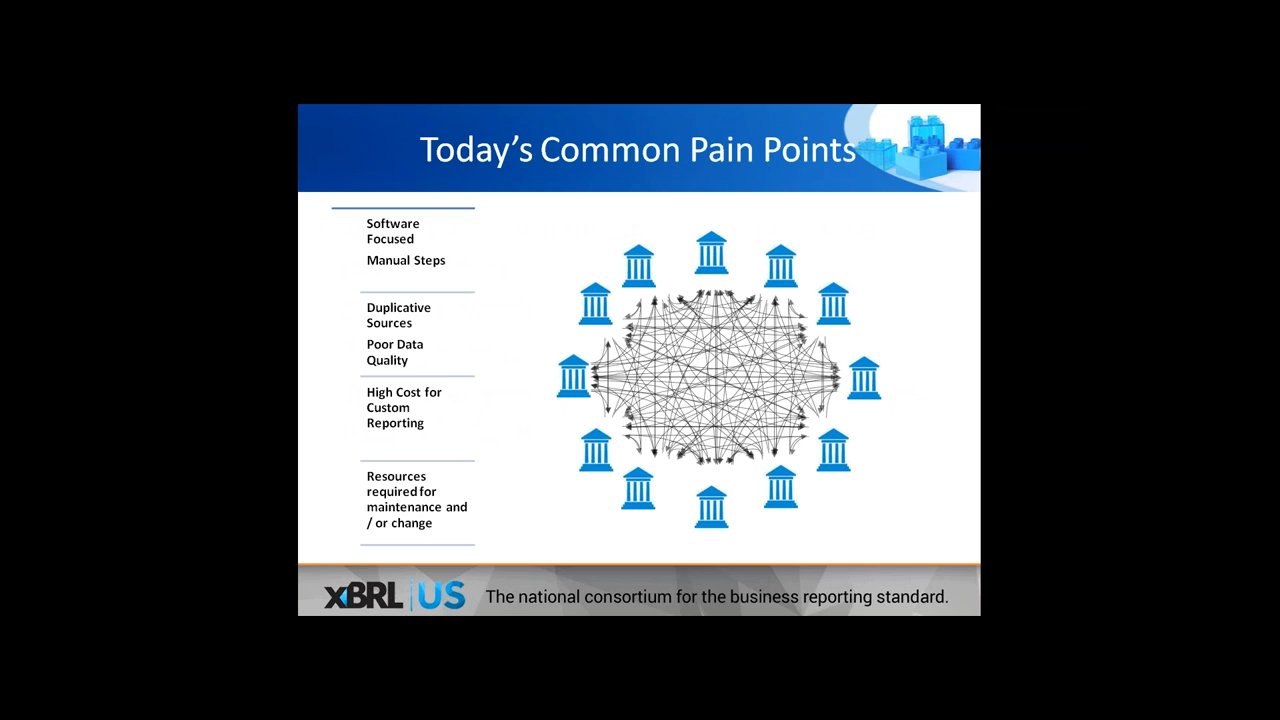 Today's Common Pain Points
Software
Focused
Manual Steps
Duplicative
Sources
Poor Data
Quality
High Cost for
Custom
Reporting
Resources
required for
maintenance and
/ or change
XBRL US
The national consortium for the business reporting standard.